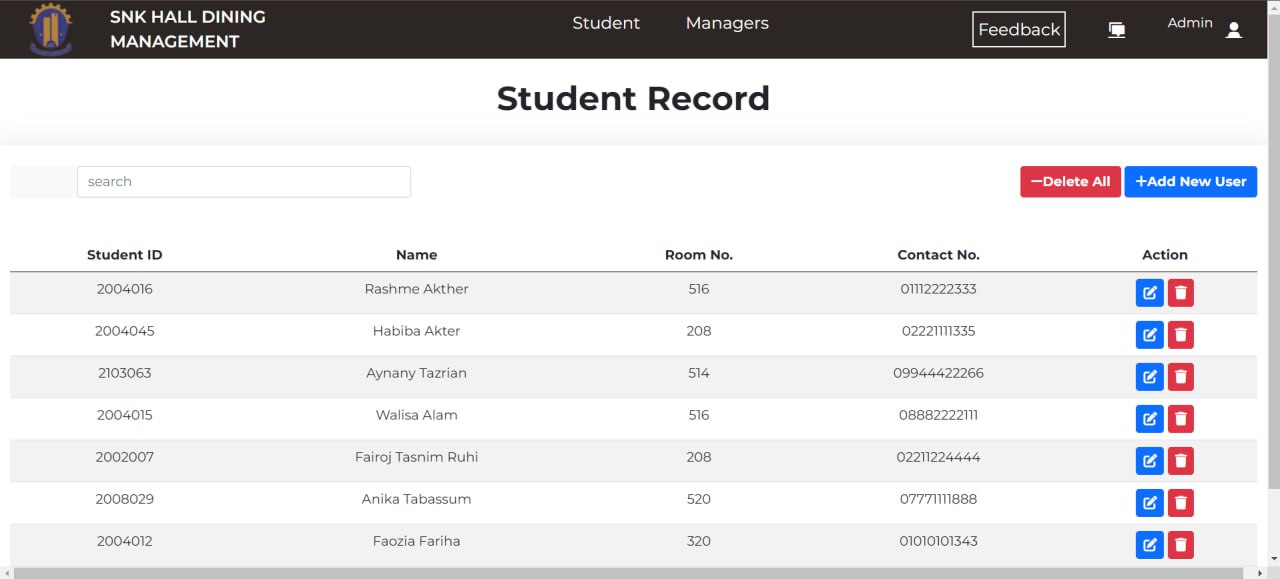 SNK HALL DINING MANAGEMENT
Student
Managers
Feedback
Admin
Student Record
search
Delete All
+Add New User
Student ID Name Room No. Contact No. Action
2004016 Rashme Akther 516 01112222333
2004045 Habiba Akter 208 02221111335
2103063 Aynany Tazrian 514 09944422266
2004015 Walisa Alam 516 08882222111
2002007 Fairoj Tasnim Ruhi 208 02211224444
2008029 Anika Tabassum 520 07771111888
2004012 Faozia Fariha 320 01010101343